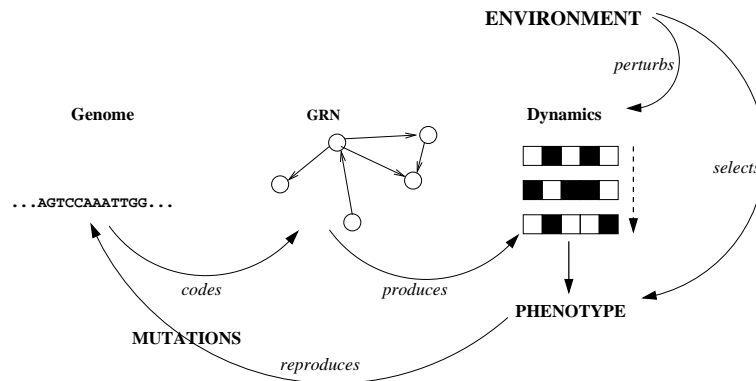 ENVIRONMENT
perturbs
Genome
GRN
Dynamics
selects
...AGTCCAAATTGG...
codes
produces
PHENOTYPE
MUTATIONS
reproduces